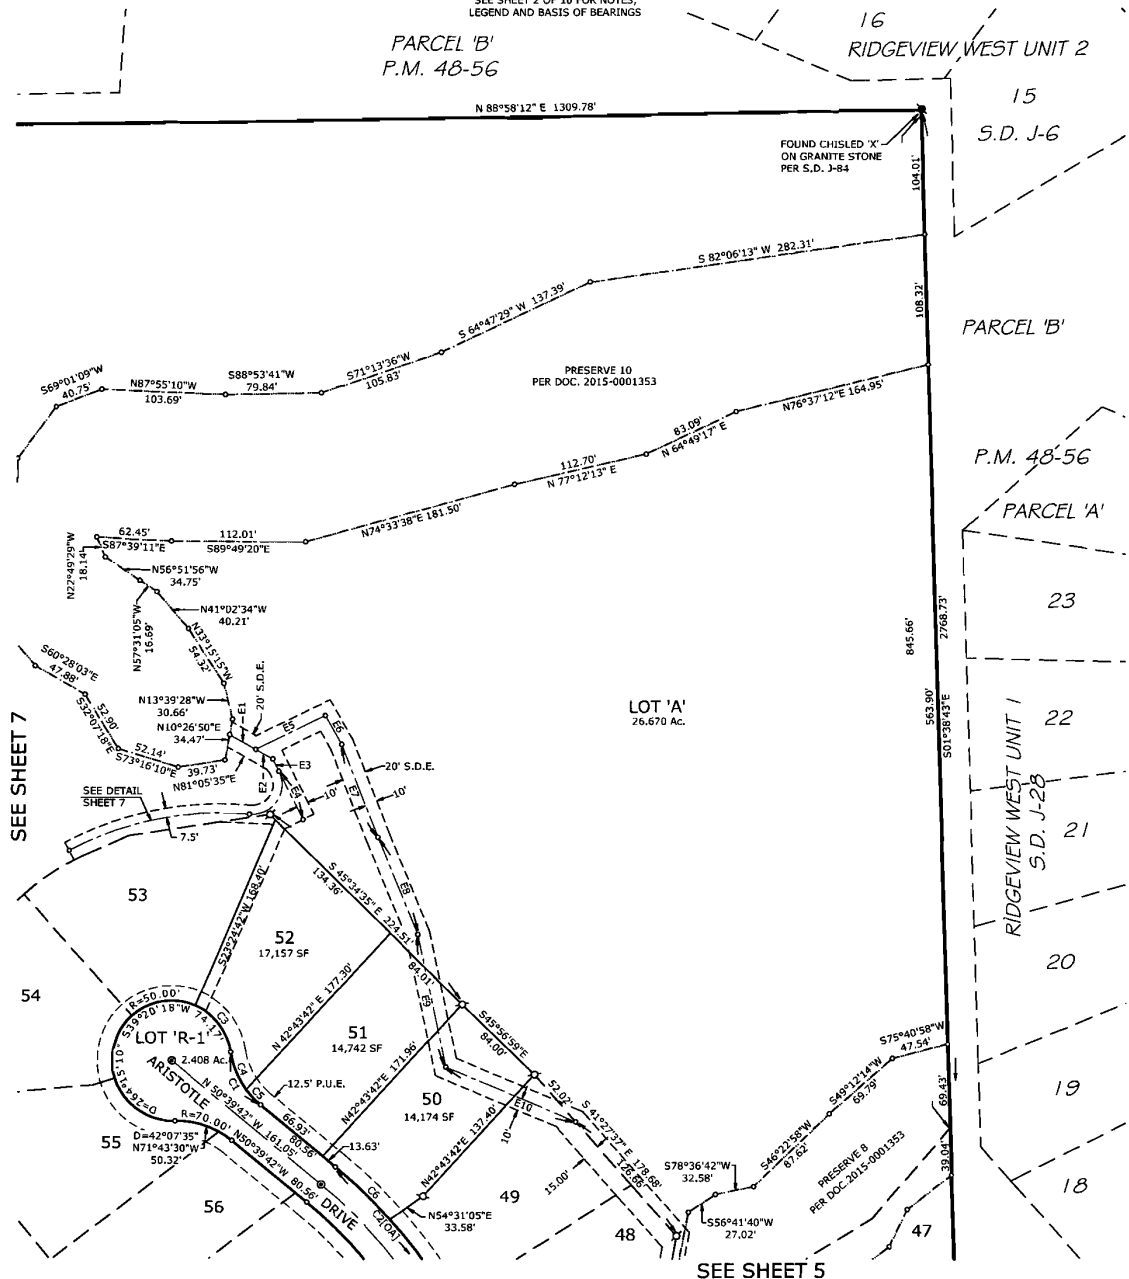 SEE SHEET 2 OF 10 FOR NOTES,
LEGEND AND BASIS OF BEARINGS
PARCEL 'B'
P.M. 48-56
16
RIDGEVIEW WEST UNIT 2
15
S.D. J-6
N 88°58'12" E 1309.78'
FOUND CHISLED 'X'
ON GRANITE STONE
PER S.D. J-84
104.01'
S 82°06'13" W 282.31'
108.32'
PARCEL 'B'
S 64°47'29" W 137.39'
S71°13'36"W
105.83'
S88°53'41"W
79.84'
N87°55'10"W
103.69'
S69°01'09"W
40.75'
PRESERVE 10
PER DOC. 2015-0001353
N76°37'12"E 164.95'
83.09'
N 64°49'17" E
112.70'
N 77°12'13" E
N74°33'38"E 181.50'
P.M. 48-56
PARCEL 'A'
62.45'
S87°39'11"E
112.01'
S89°49'20"E
N22°49'29"W
18.14'
N56°51'56"W
34.75'
N57°31'05"W
16.69'
N41°02'34"W
40.21'
N33°15'15"W
54.32'
23
845.66'
2768.73'
563.90'
S01°38'43"E
S60°28'03"E
47.88'
52.90'
S32°07'18"E
52.14'
S73°16'10"E
39.73'
N81°05'35"E
N13°39'28"W
30.66'
N10°26'50"E
34.47'
E1
20' S.D.E.
E5
E6
E3
E2
E4
10'
E7
20' S.D.E.
10'
LOT 'A'
26.670 Ac.
22
SEE SHEET 7
SEE DETAIL
SHEET 7
7.5'
RIDGEVIEW WEST UNIT 1
S.D. J-28
21
53
S23°24'42"W 168.40'
S 45°34'35" E 224.51'
134.36'
84.01'
E8
E9
52
17,157 SF
20
54
R=50.00'
S39°20'18"W 74.17'
C3
N 42°43'42" E 177.30'
LOT 'R-1'
2.408 Ac.
ARISTOTLE
DRIVE
D=264°15'10"
C4
C1
C5
51
14,742 SF
S45°56'59"E
84.00'
S75°40'58"W
47.54'
12.5' P.U.E.
N42°43'42"E 171.96'
N 50°39'42" W 161.05'
66.93'
80.56'
50
14,174 SF
52.02'
E10
10'
S49°12'14"W
69.79'
69.43'
19
55
R=70.00'
D=42°07'35"
N71°43'30"W
50.32'
N50°39'42"W 80.56'
13.63'
N42°43'42"E 137.40'
S 41°27'37" E 178.68'
126.66'
15.00'
S46°22'58"W
87.62'
S78°36'42"W
32.58'
PRESERVE 8
PER DOC.2015-0001353
39.04'
18
56
C6
C2(OA)
N54°31'05"E
33.58'
49
S56°41'40"W
27.02'
48
47
SEE SHEET 5